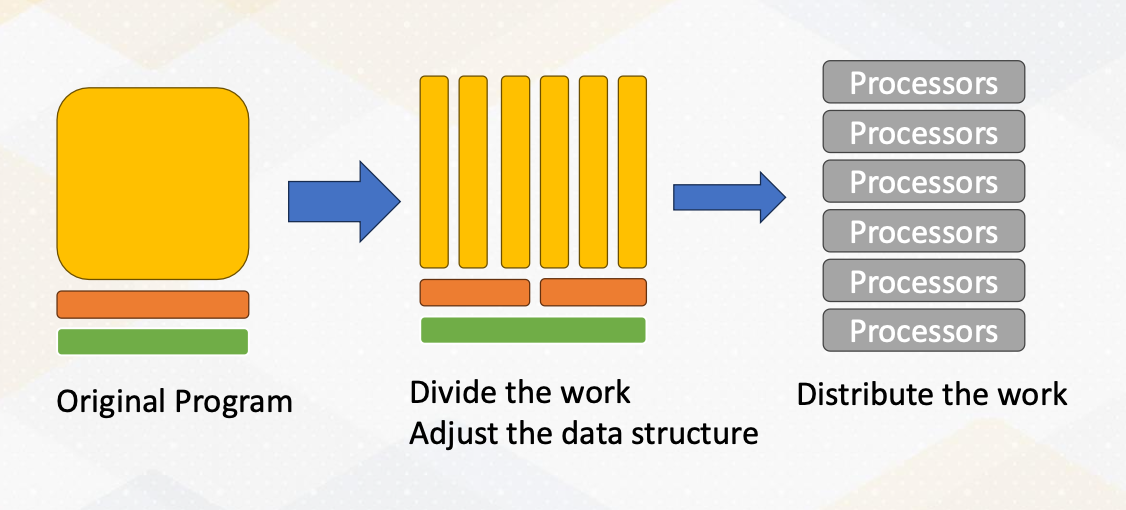 Original Program
Divide the work
Adjust the data structure
Processors
Processors
Processors
Processors
Processors
Processors
Distribute the work